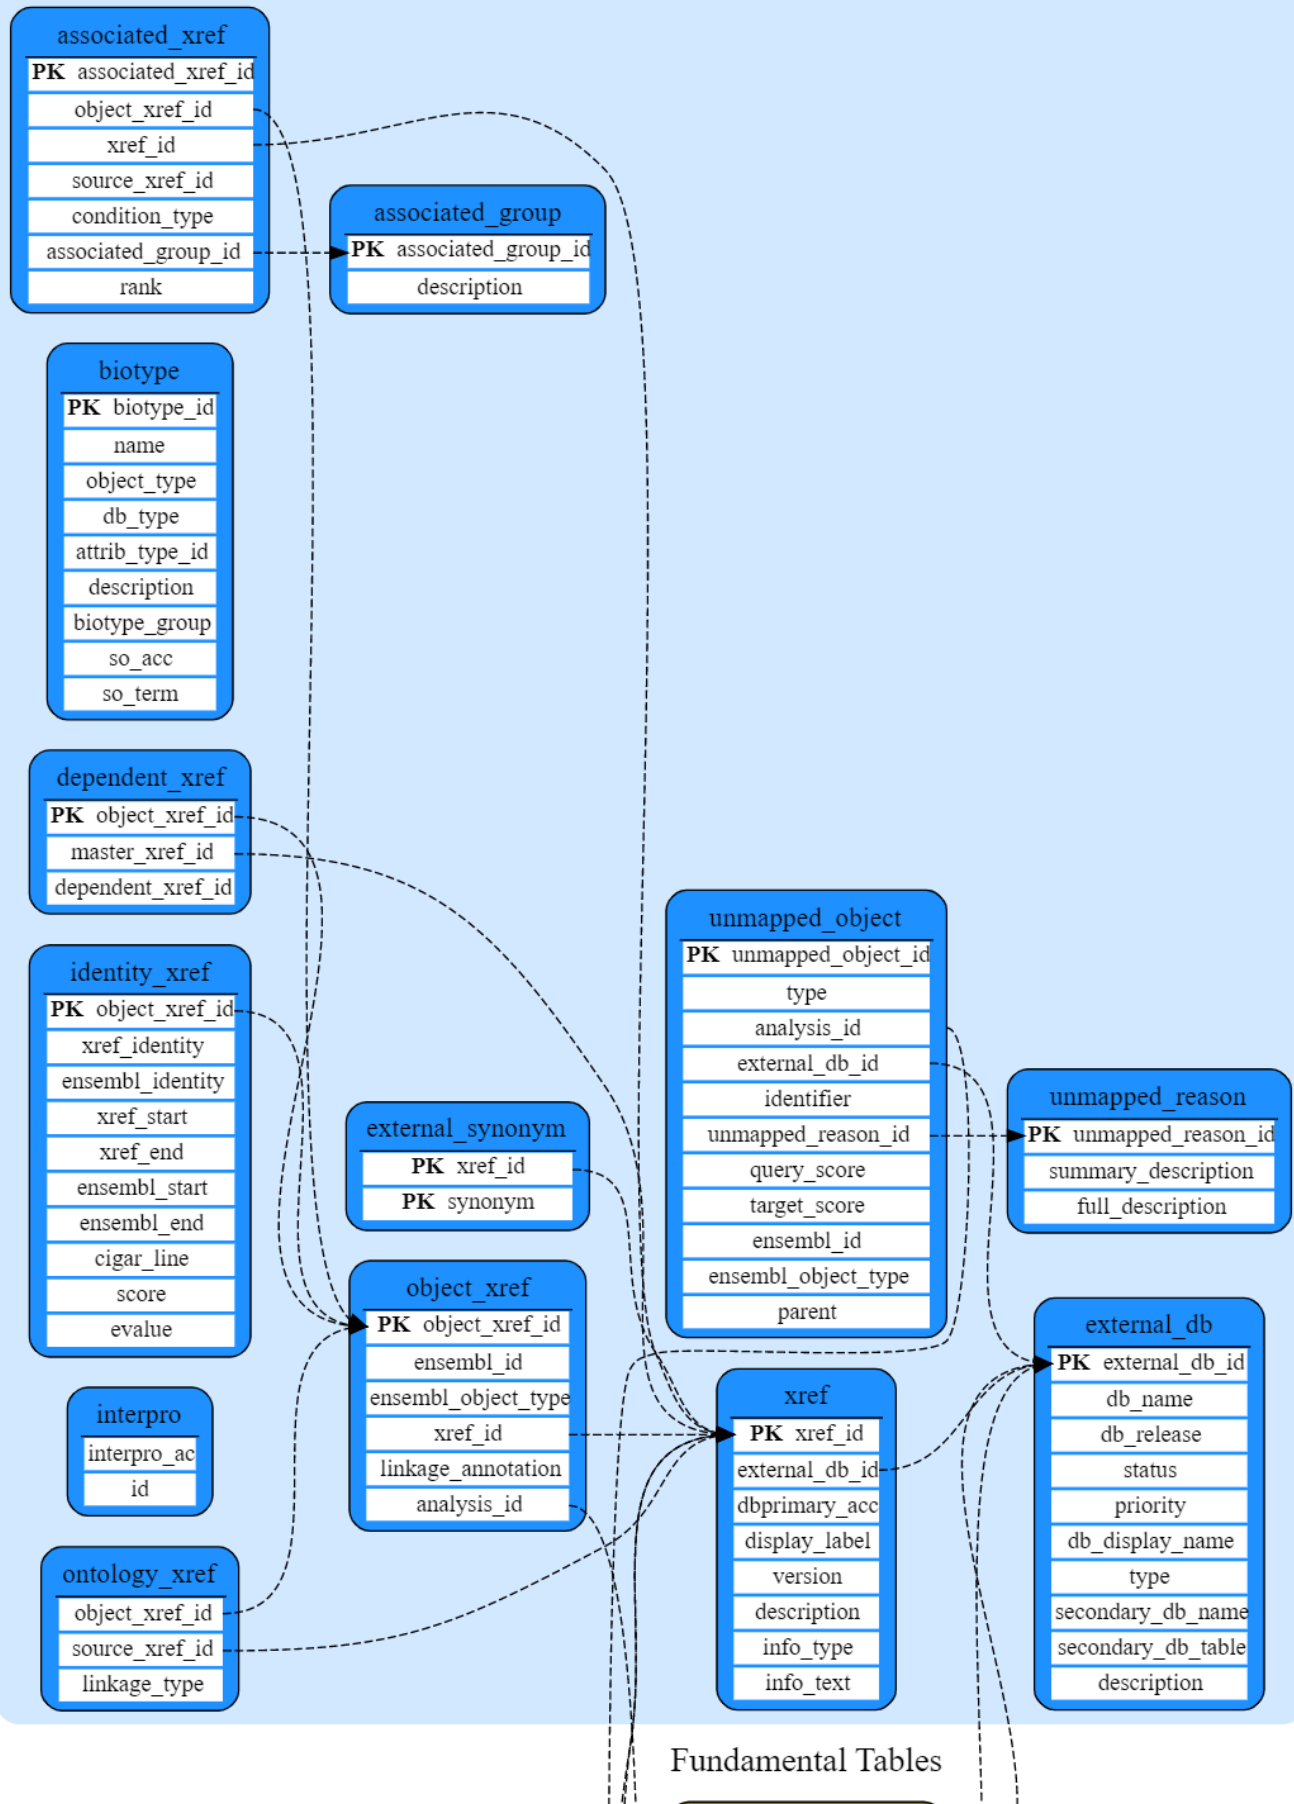 associated_xref
PK associated_xref_id
object_xref_id
xref_id
source_xref_id
condition_type
associated_group_id
rank
associated_group
PK associated_group_id
description
biotype
PK biotype_id
name
object_type
db_type
attrib_type_id
description
biotype_group
so_acc
so_term
dependent_xref
PK object_xref_id
master_xref_id
dependent_xref_id
identity_xref
PK object_xref_id
xref_identity
ensembl_identity
xref_start
xref_end
ensembl_start
ensembl_end
cigar_line
score
evalue
external_synonym
PK xref_id
PK synonym
object_xref
PK object_xref_id
ensembl_id
ensembl_object_type
xref_id
linkage_annotation
analysis_id
interpro
interpro_ac
id
ontology_xref
object_xref_id
source_xref_id
linkage_type
unmapped_object
PK unmapped_object_id
type
analysis_id
external_db_id
identifier
unmapped_reason_id
query_score
target_score
ensembl_id
ensembl_object_type
parent
unmapped_reason
PK unmapped_reason_id
summary_description
full_description
xref
PK xref_id
external_db_id
dbprimary_acc
display_label
version
description
info_type
info_text
external_db
PK external_db_id
db_name
db_release
status
priority
db_display_name
type
secondary_db_name
secondary_db_table
description
Fundamental Tables